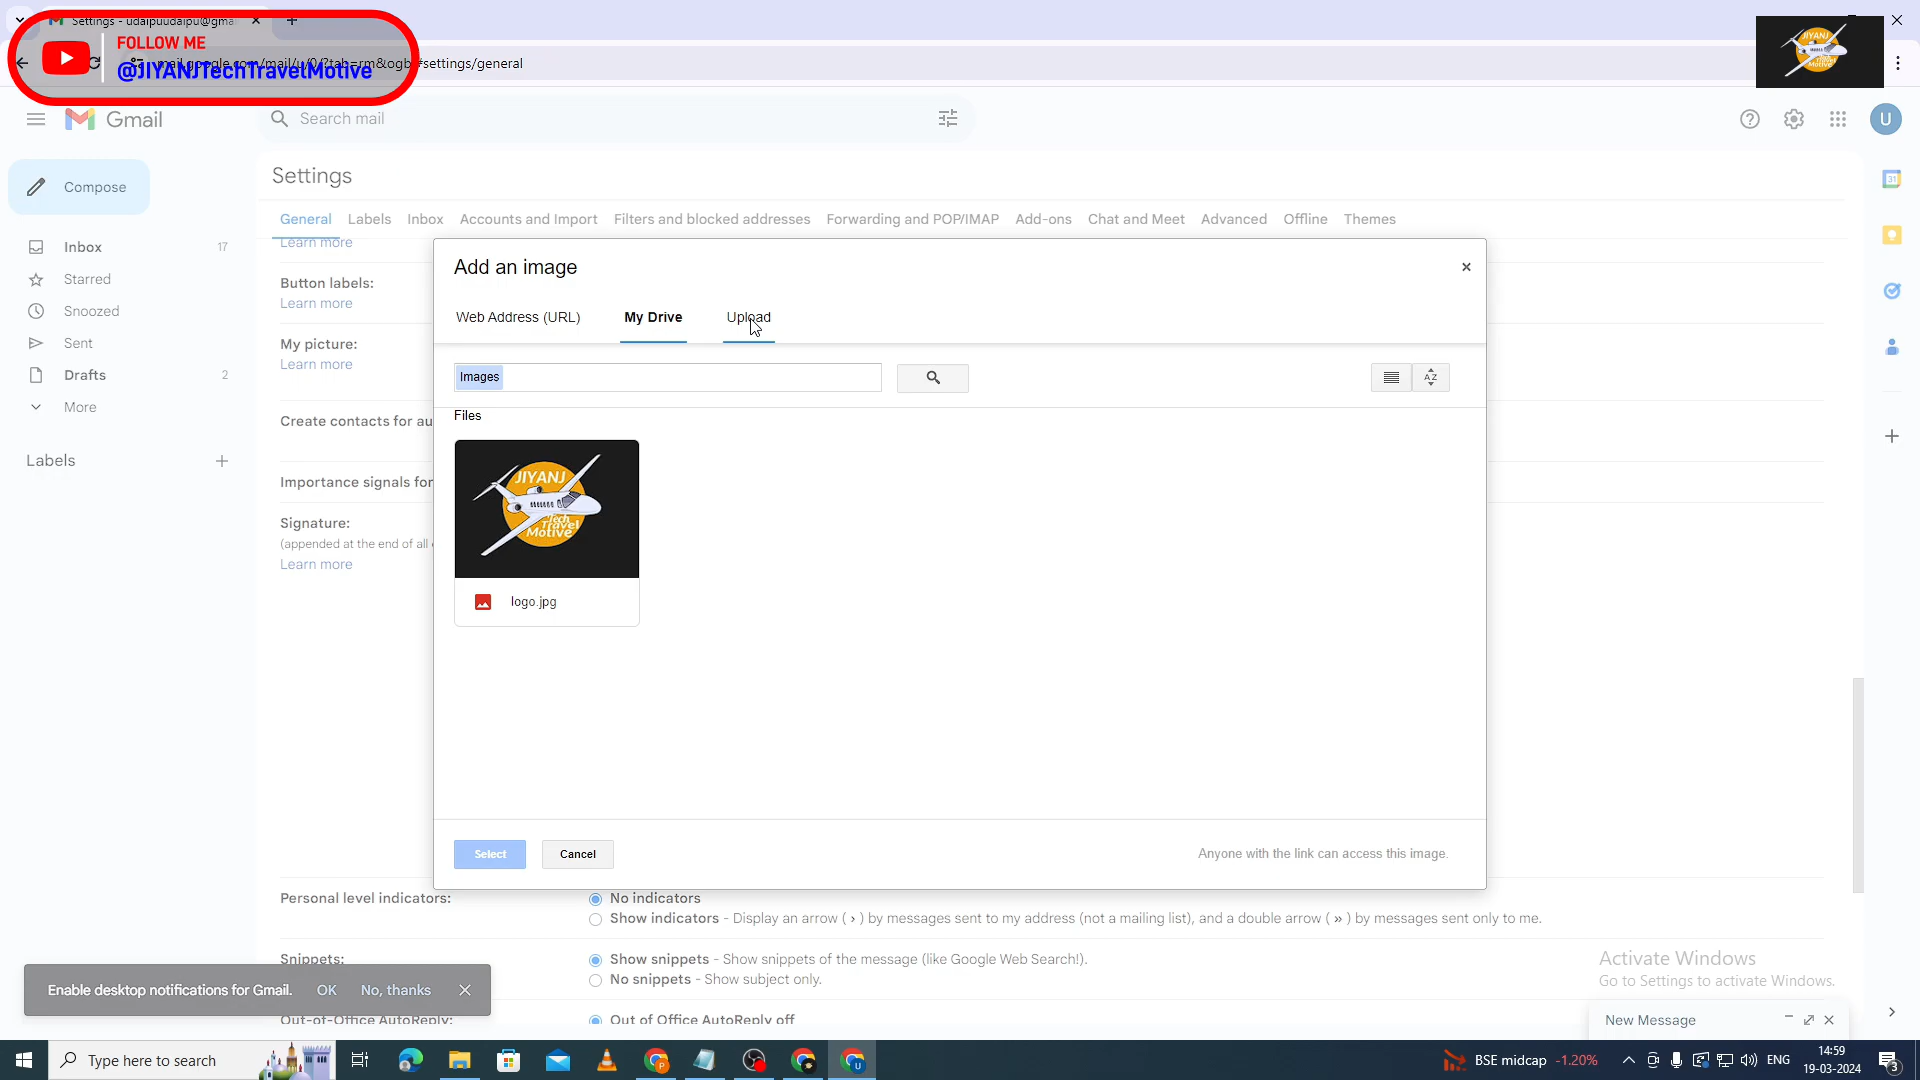 Settings - udaipuudaipu@gma
FOLLOW ME
@JIYANJTechTravelMotive
mail.google.com/mail/u/0/?tab=rm&ogbl#settings/general
JIYANJ
Gmail
Search mail
U
Compose
Inbox 17
Starred
Snoozed
Sent
Drafts 2
More
Labels
Settings
General Labels Inbox Accounts and Import Filters and blocked addresses Forwarding and POP/IMAP Add-ons Chat and Meet Advanced Offline Themes
Learn more
Button labels:
Learn more
My picture:
Learn more
Create contacts for au
Importance signals for
Signature:
(appended at the end of all
Learn more
Add an image
Web Address (URL) My Drive Upload
Images
AZ
Files
JIYANJ
Tech
Travel
Motive
logo.jpg
Select Cancel Anyone with the link can access this image.
31
Personal level indicators:
No indicators
Show indicators - Display an arrow ( › ) by messages sent to my address (not a mailing list), and a double arrow ( » ) by messages sent only to me.
Snippets:
Show snippets - Show snippets of the message (like Google Web Search!).
No snippets - Show subject only.
Out-of-Office AutoReply:
Out of Office AutoReply off
Enable desktop notifications for Gmail. OK No, thanks
Activate Windows
Go to Settings to activate Windows.
New Message
Type here to search
P
U
BSE midcap -1.20%
ENG
14:59
19-03-2024
3